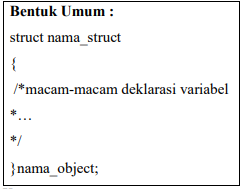 Bentuk Umum :
struct nama_struct
{
/*macam-macam deklarasi variabel
*...
*/
}nama_object;